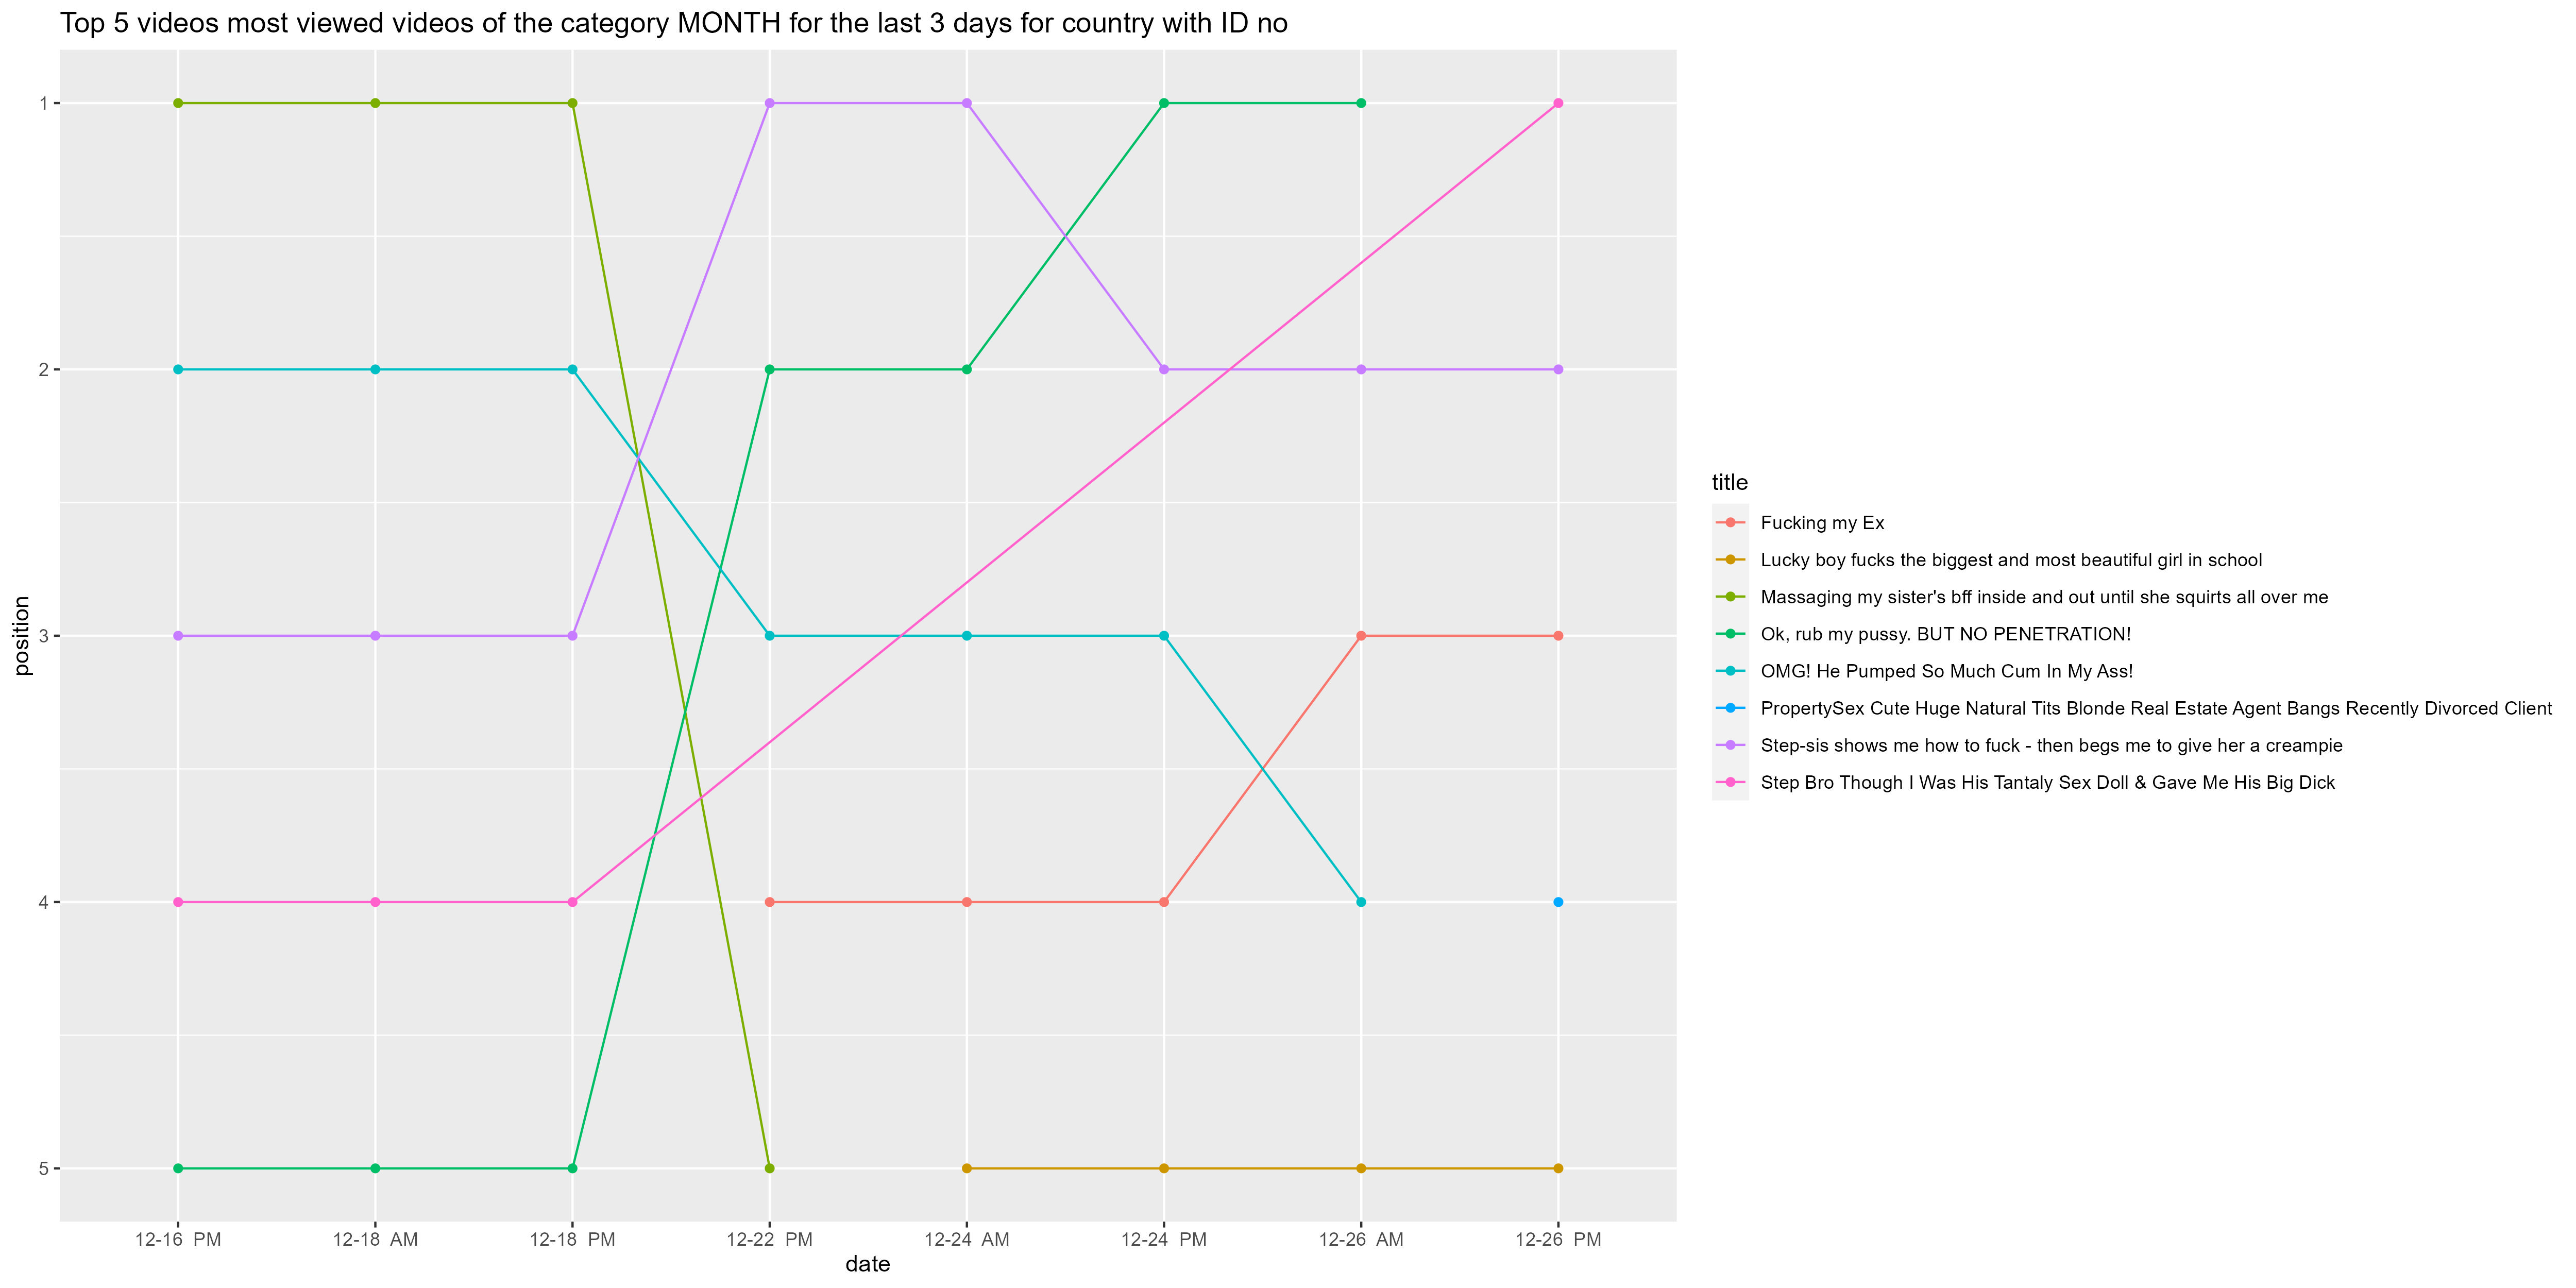 Top 5 videos most viewed videos of the category MONTH for the last 3 days for country with ID no
position
1
2
3
4
5
12-16 PM
12-18 AM
12-18 PM
12-22 PM
12-24 AM
12-24 PM
12-26 AM
12-26 PM
date
title
Fucking my Ex
Lucky boy fucks the biggest and most beautiful girl in school
Massaging my sister's bff inside and out until she squirts all over me
Ok, rub my pussy. BUT NO PENETRATION!
OMG! He Pumped So Much Cum In My Ass!
PropertySex Cute Huge Natural Tits Blonde Real Estate Agent Bangs Recently Divorced Client
Step-sis shows me how to fuck - then begs me to give her a creampie
Step Bro Though I Was His Tantaly Sex Doll & Gave Me His Big Dick